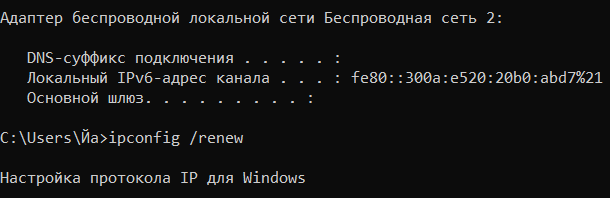 Адаптер беспроводной локальной сети Беспроводная сеть 2:
DNS-суффикс подключения . . . . . :
Локальный IPv6-адрес канала . . . : fe80::300a:e520:20b0:abd7%21
Основной шлюз. . . . . . . . . :
C:\Users\Йа>ipconfig /renew
Настройка протокола IP для Windows